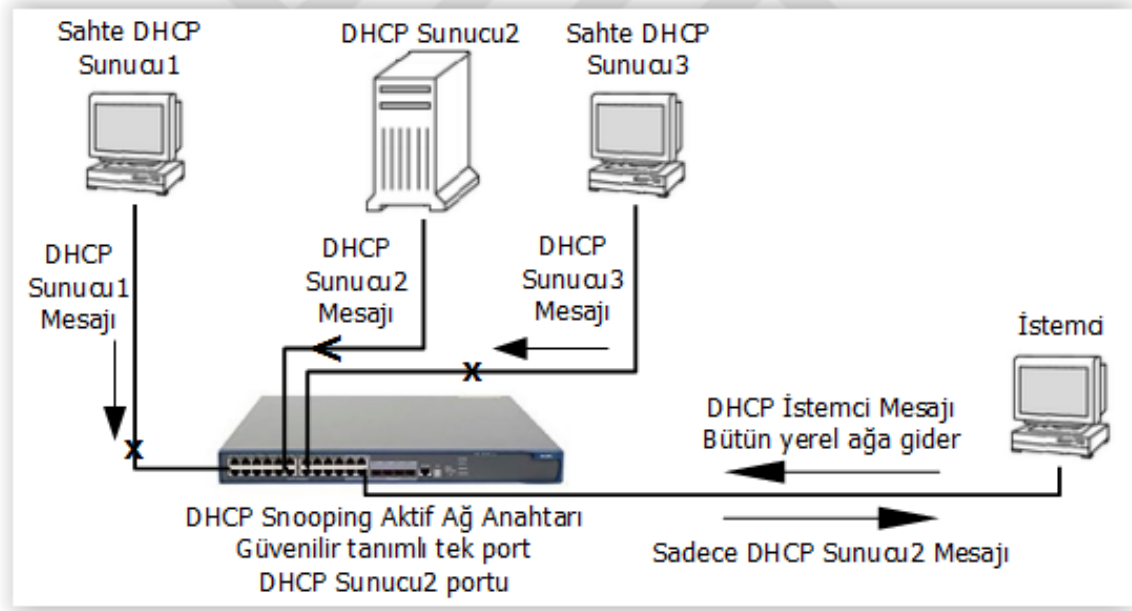 Sahte DHCP
Sunucu1
DHCP Sunucu2
Sahte DHCP
Sunucu3
DHCP
Sunucu1
Mesajı
DHCP
Sunucu2
Mesajı
DHCP
Sunucu3
Mesajı
X
X
İstemci
DHCP İstemci Mesajı
Bütün yerel ağa gider
DHCP Snooping Aktif Ağ Anahtarı
Güvenilir tanımlı tek port
DHCP Sunucu2 portu
Sadece DHCP Sunucu2 Mesajı